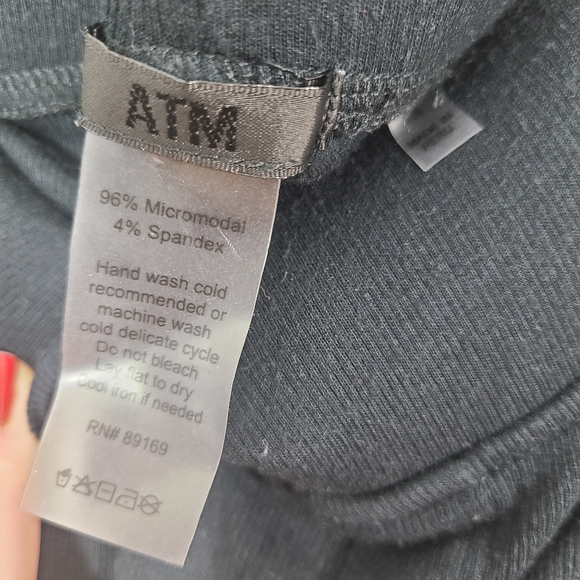 ATM
96% Micromodal
4% Spandex
Hand wash cold
recommended or
machine wash
cold delicate cycle
Do not bleach
Lay flat to dry
Cool iron if needed
RN# 89169